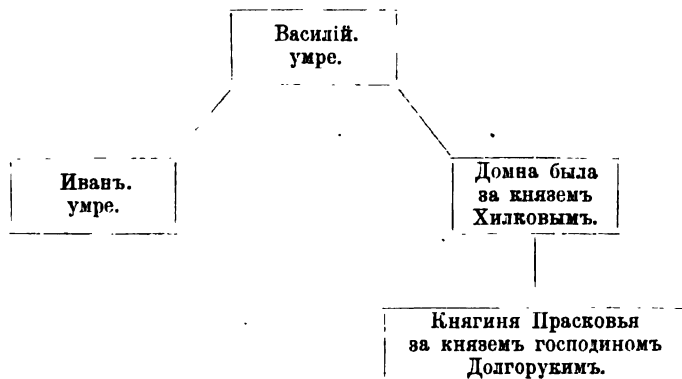 Василій.
умре.
Иванъ.
умре.
Домна была
за княземъ
Хилковымъ.
Княгиня Прасковья
за княземъ господиномъ
Долгорукимъ.